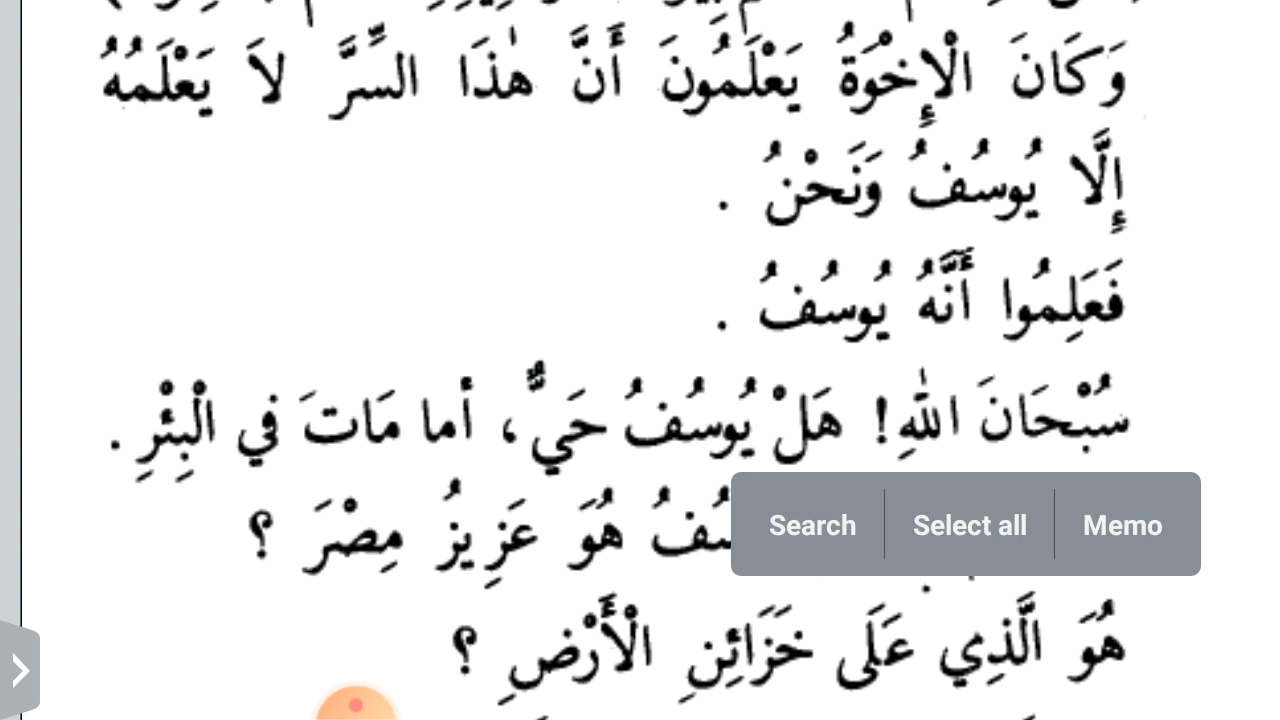 وَكَانَ الْإِخْوَةُ يَعْلَمُونَ أَنَّ هٰذَا السِّرَّ لاَ يَعْلَمُهُ
إِلَّا يُوسُفُ وَنَحْنُ .
فَعَلِمُوا أَنَّهُ يُوسُفُ .
سُبْحَانَ اللهِ! هَلْ يُوسُفُ حَيٌّ، أما مَاتَ في الْبِئْرِ .
هُوَ عَزِيزُ مِصْرَ ؟
Search Select all Memo
هُوَ الَّذِي عَلَى خَزَائِنِ الْأَرْضِ ؟